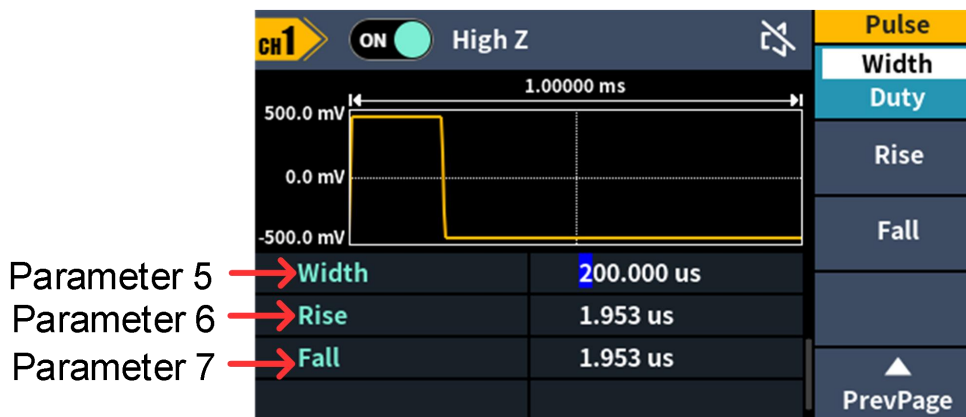 CH1 ON High Z
Pulse
1.00000 ms
Width
Duty
500.0 mV
Rise
0.0 mV
Fall
-500.0 mV
Parameter 5 Width 200.000 us
Parameter 6 Rise 1.953 us
Parameter 7 Fall 1.953 us
PrevPage